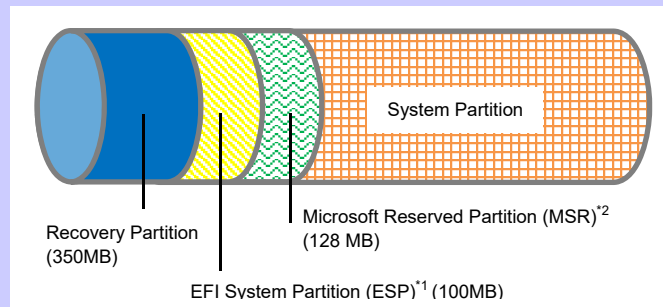 System Partition
Microsoft Reserved Partition (MSR)*2
(128 MB)
Recovery Partition
(350MB)
EFI System Partition (ESP)*1 (100MB)